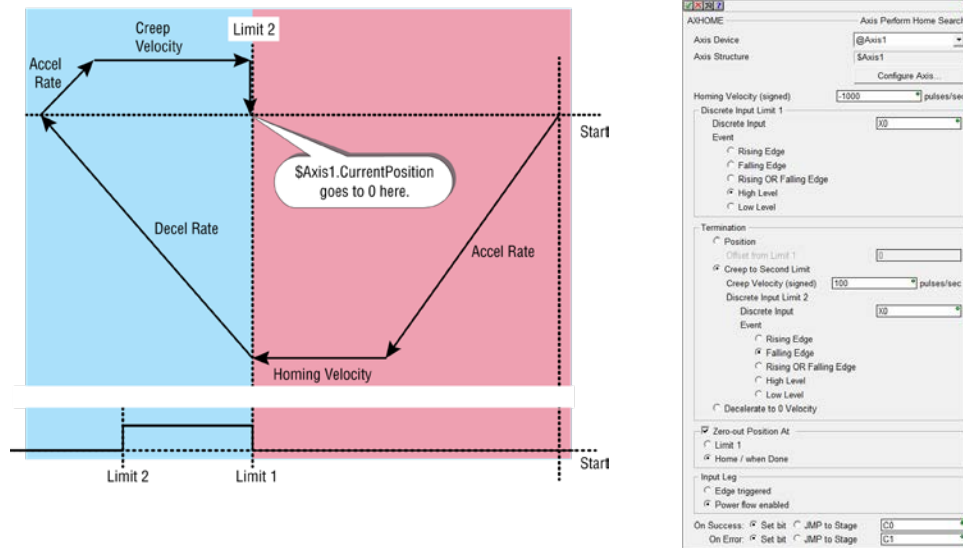 Creep
Velocity
Limit 2
Accel
Rate
Start
$Axis1.CurrentPosition
goes to 0 here.
Decel Rate
Accel Rate
Homing Velocity
Start
Limit 2
Limit 1
AXHOME
Axis Perform Home Search
Axis Device
@Axis1
Axis Structure
$Axis1
Configure Axis...
Homing Velocity (signed)
-1000
pulses/sec
Discrete Input Limit 1
Discrete Input
X0
Event
Rising Edge
Falling Edge
Rising OR Falling Edge
High Level
Low Level
Termination
Position
Offset from Limit 1
0
Creep to Second Limit
Creep Velocity (signed)
100
pulses/sec
Discrete Input Limit 2
Discrete Input
X0
Event
Rising Edge
Falling Edge
Rising OR Falling Edge
High Level
Low Level
Decelerate to 0 Velocity
Zero-out Position At
Limit 1
Home / when Done
Input Leg
Edge triggered
Power flow enabled
On Success: Set bit JMP to Stage C0
On Error: Set bit JMP to Stage C1